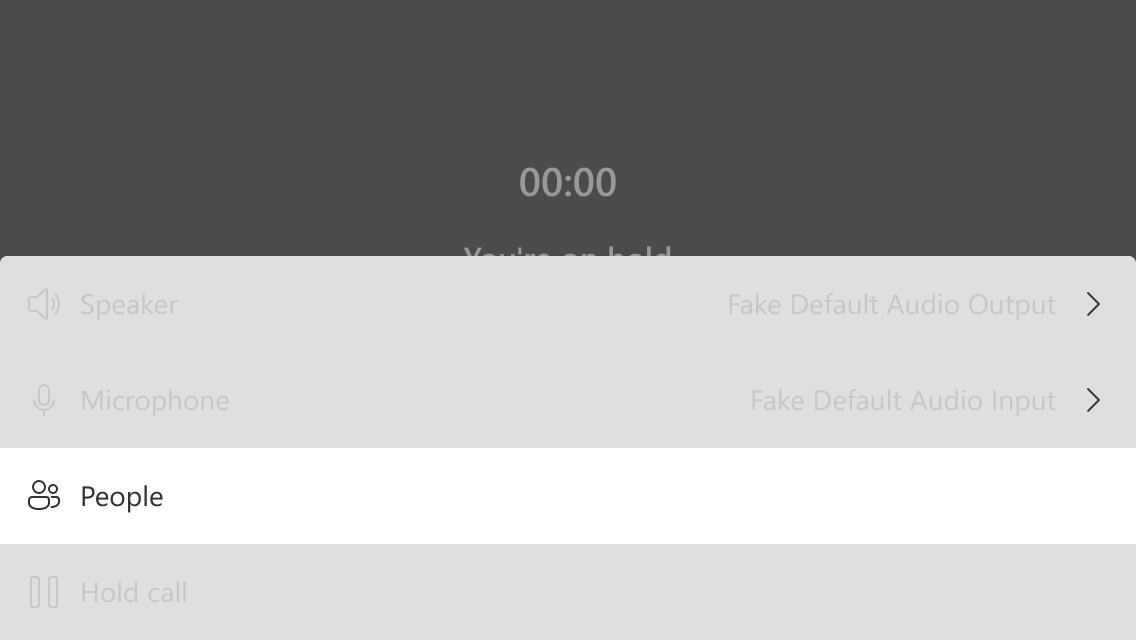 00:00
You're on hold
Speaker
Fake Default Audio Output
Microphone
Fake Default Audio Input
People
Hold call